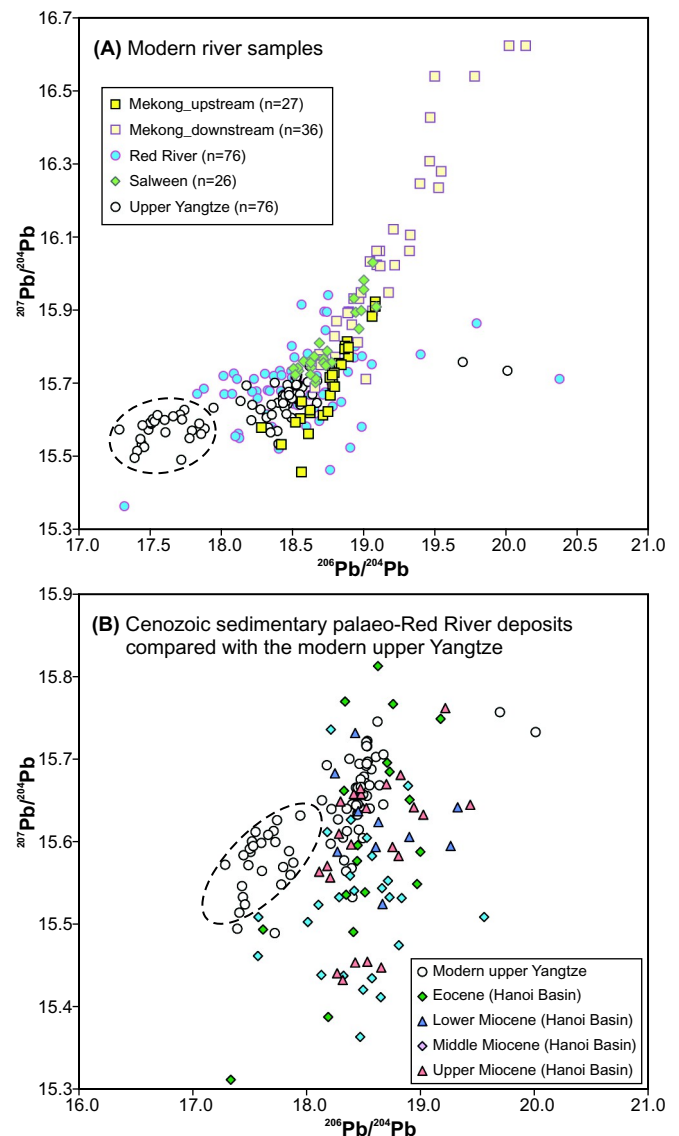 16.7
(A) Modern river samples
16.5
Mekong_upstream (n=27)
Mekong_downstream (n=36)
16.3
Red River (n=76)
Salween (n=26)
Upper Yangtze (n=76)
16.1
²⁰⁷Pb/²⁰⁴Pb
15.9
15.7
15.5
15.3
17.0 17.5 18.0 18.5 19.0 19.5 20.0 20.5 21.0
²⁰⁶Pb/²⁰⁴Pb
15.9
(B) Cenozoic sedimentary palaeo-Red River deposits
compared with the modern upper Yangtze
15.8
15.7
²⁰⁷Pb/²⁰⁴Pb
15.6
15.5
Modern upper Yangtze
Eocene (Hanoi Basin)
15.4
Lower Miocene (Hanoi Basin)
Middle Miocene (Hanoi Basin)
Upper Miocene (Hanoi Basin)
15.3
16.0 17.0 18.0 19.0 20.0 21.0
²⁰⁶Pb/²⁰⁴Pb